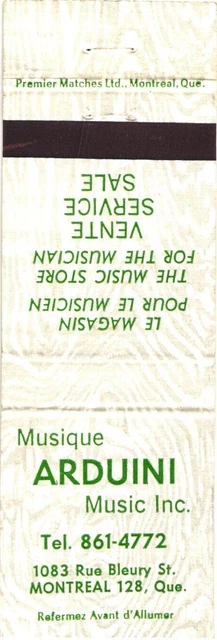 Premier Matches Ltd., Montreal, Que.
LE MAGASIN
POUR LE MUSICIEN
THE MUSIC STORE
FOR THE MUSICIAN
VENTE
SERVICE
SALE
Musique
ARDUINI
Music Inc.
Tel. 861-4772
1083 Rue Bleury St.
MONTREAL 128, Que.
Refermez Avant d'Allumer